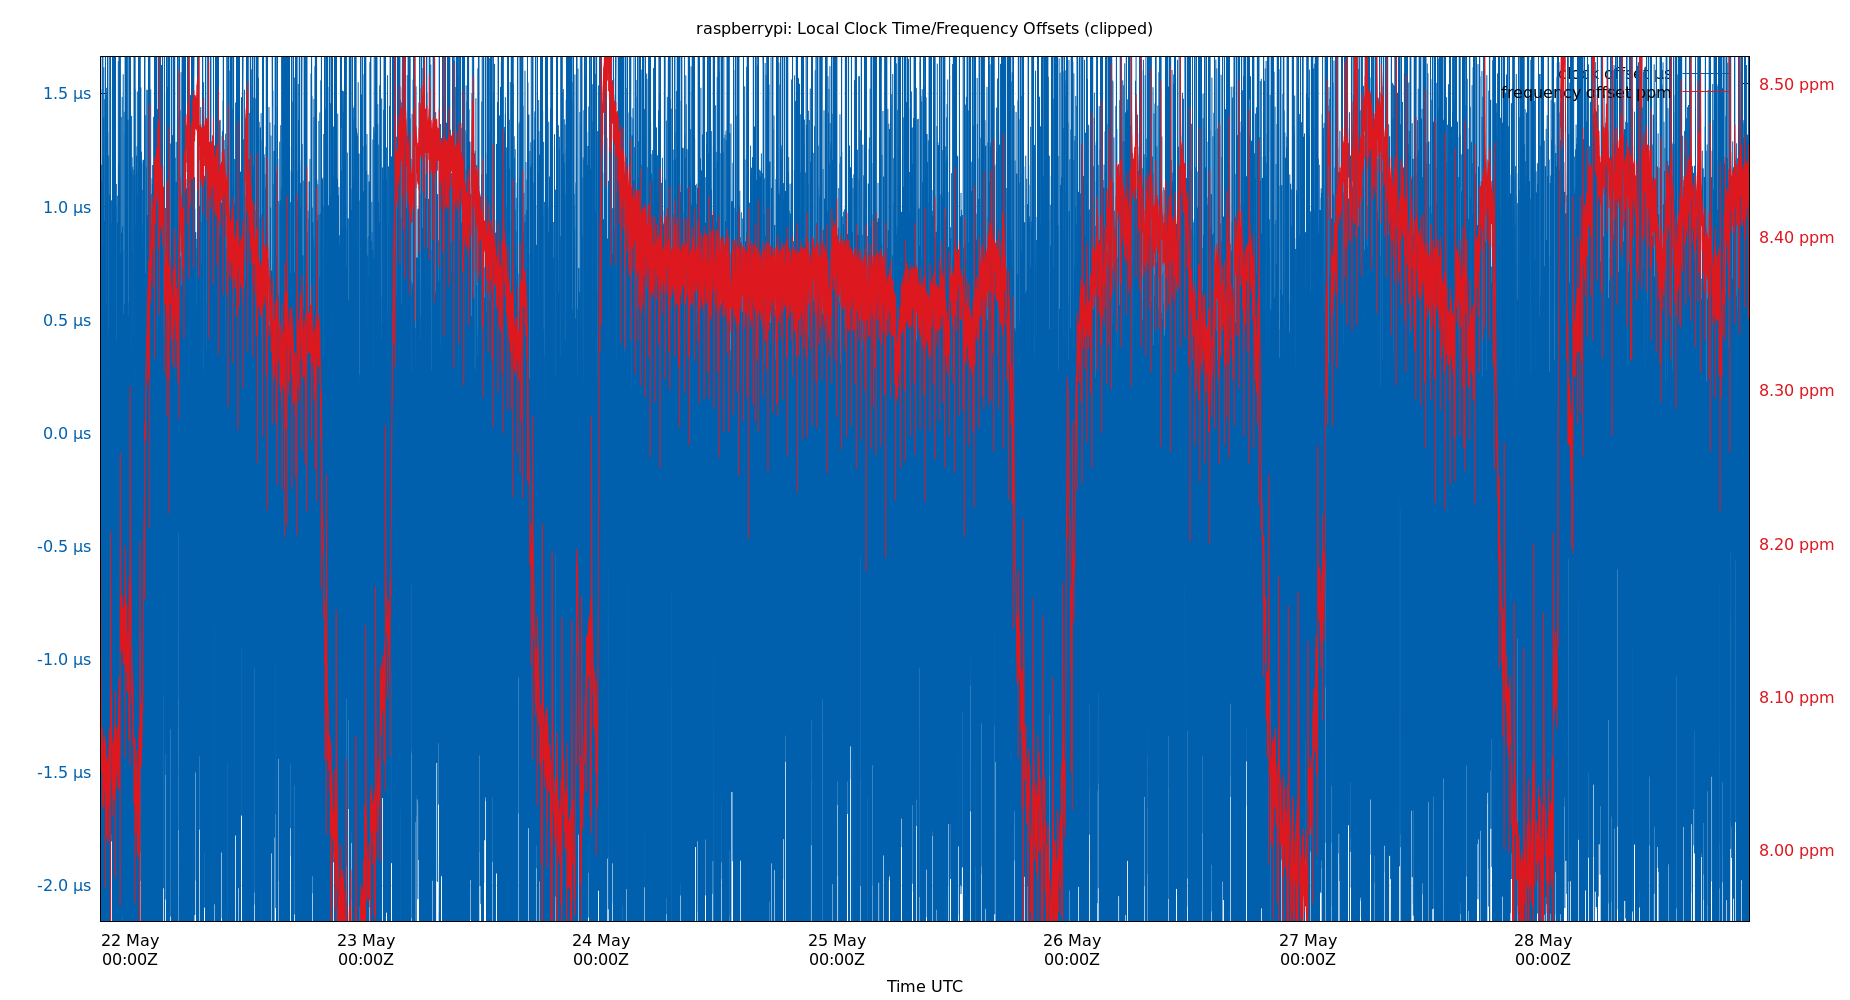 raspberrypi: Local Clock Time/Frequency Offsets (clipped)
clock offset µs
frequency offset ppm
1.5 µs
1.0 µs
0.5 µs
0.0 µs
-0.5 µs
-1.0 µs
-1.5 µs
-2.0 µs
8.50 ppm
8.40 ppm
8.30 ppm
8.20 ppm
8.10 ppm
8.00 ppm
22 May
00:00Z
23 May
00:00Z
24 May
00:00Z
25 May
00:00Z
26 May
00:00Z
27 May
00:00Z
28 May
00:00Z
Time UTC